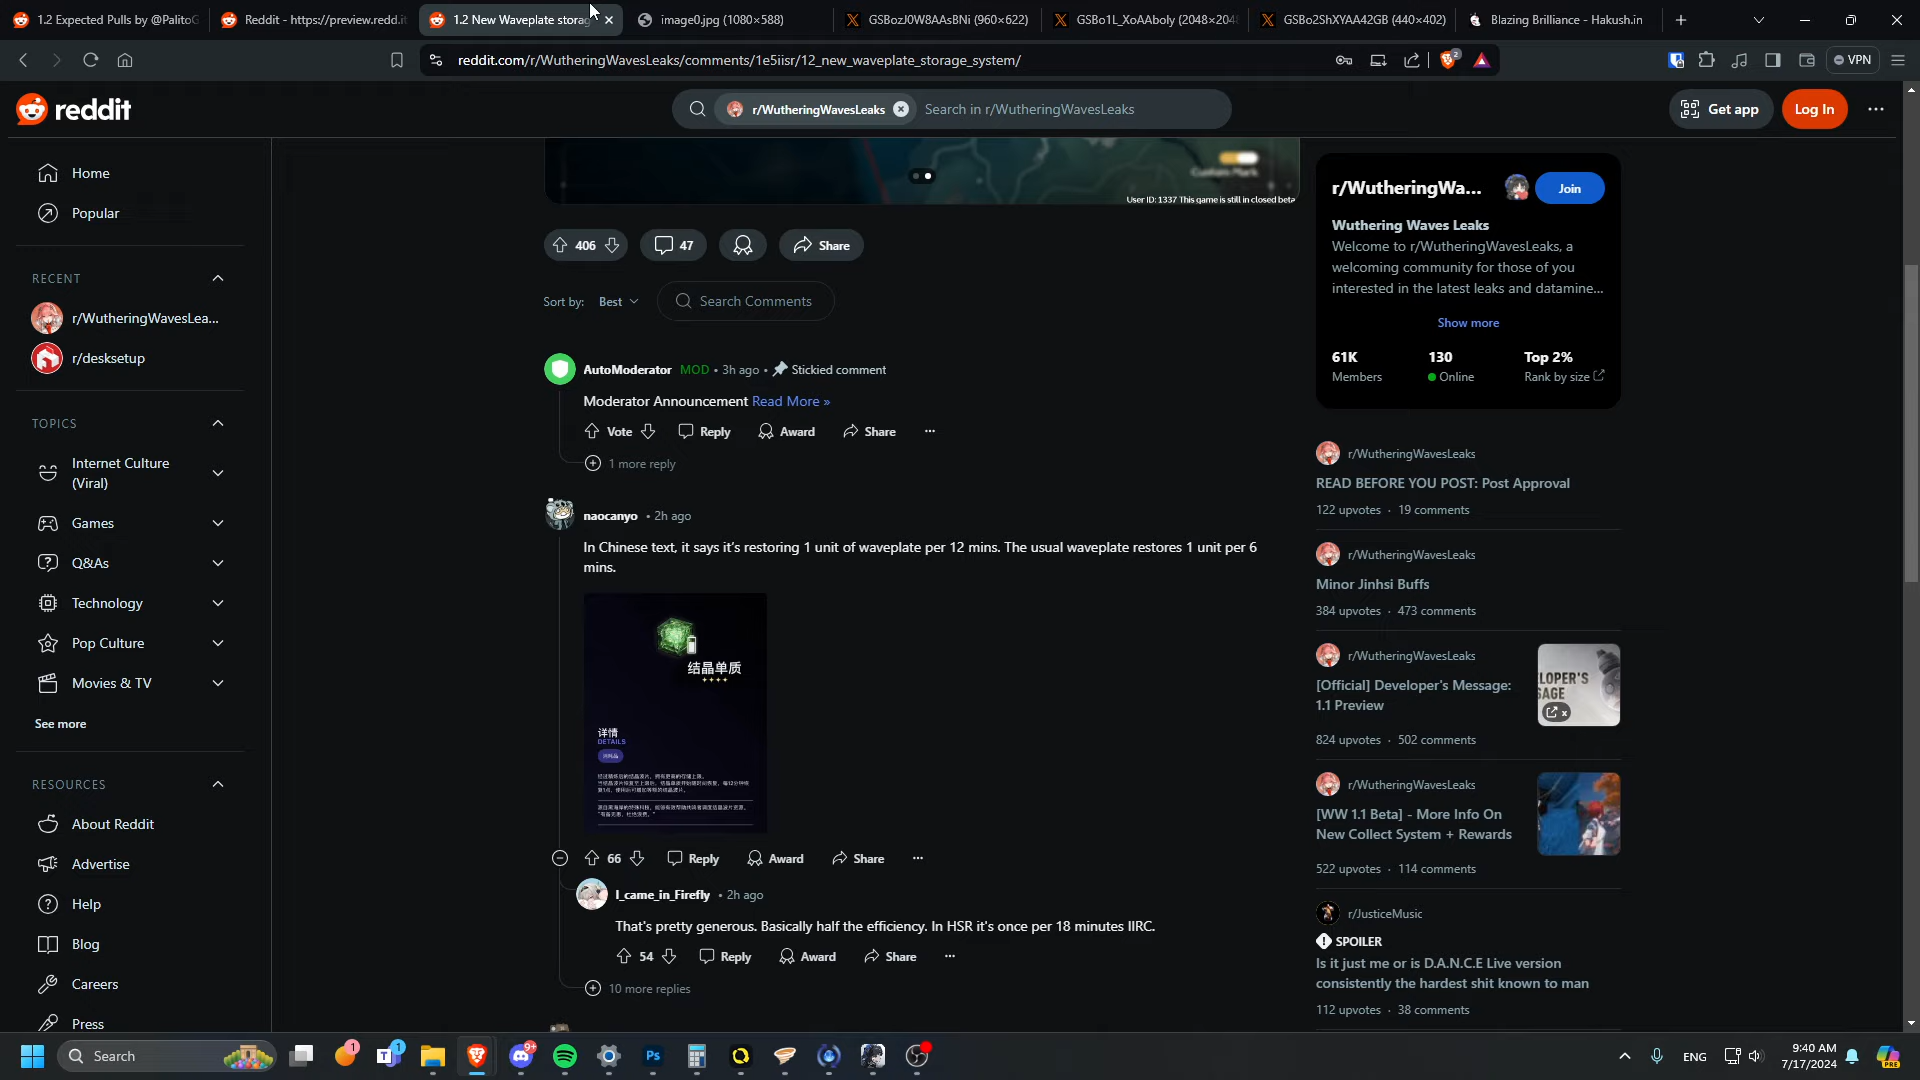 1.2 Expected Pulls by @PalitoG
Reddit - https://preview.redd.it
1.2 New Waveplate storag
image0.jpg (1080×588)
GSBozJ0W8AAsBNi (960×622)
GSBo1L_XoAAboly (2048×204
GSBo2ShXYAA42GB (440×402)
Blazing Brilliance - Hakush.in
reddit.com/r/WutheringWavesLeaks/comments/1e5iisr/12_new_waveplate_storage_system/
2
VPN
reddit
r/WutheringWavesLeaks
Search in r/WutheringWavesLeaks
Get app
Log In
Home
Popular
RECENT
r/WutheringWavesLea...
r/desksetup
TOPICS
Internet Culture
(Viral)
Games
Q&As
Technology
Pop Culture
Movies & TV
See more
RESOURCES
About Reddit
Advertise
Help
Blog
Careers
Press
Custom Mark
User ID: 1337 This game is still in closed beta
406
47
Share
Sort by: Best
Search Comments
AutoModerator MOD • 3h ago • Stickied comment
Moderator Announcement Read More »
Vote
Reply
Award
Share
1 more reply
naocanyo • 2h ago
In Chinese text, it says it's restoring 1 unit of waveplate per 12 mins. The usual waveplate restores 1 unit per 6
mins.
结晶单质
详情
DETAILS
66
Reply
Award
Share
I_came_in_Firefly • 2h ago
That's pretty generous. Basically half the efficiency. In HSR it's once per 18 minutes IIRC.
54
Reply
Award
Share
10 more replies
r/WutheringWa...
Join
Wuthering Waves Leaks
Welcome to r/WutheringWavesLeaks, a
welcoming community for those of you
interested in the latest leaks and datamine...
Show more
61K
Members
130
Online
Top 2%
Rank by size
r/WutheringWavesLeaks
READ BEFORE YOU POST: Post Approval
122 upvotes · 19 comments
r/WutheringWavesLeaks
Minor Jinhsi Buffs
384 upvotes · 473 comments
r/WutheringWavesLeaks
[Official] Developer's Message:
1.1 Preview
LOPER'S
SAGE
824 upvotes · 502 comments
r/WutheringWavesLeaks
[WW 1.1 Beta] - More Info On
New Collect System + Rewards
522 upvotes · 114 comments
r/JusticeMusic
SPOILER
Is it just me or is D.A.N.C.E Live version
consistently the hardest shit known to man
112 upvotes · 38 comments
Search
1
1
9+
Ps
ENG
9:40 AM
7/17/2024
PRE